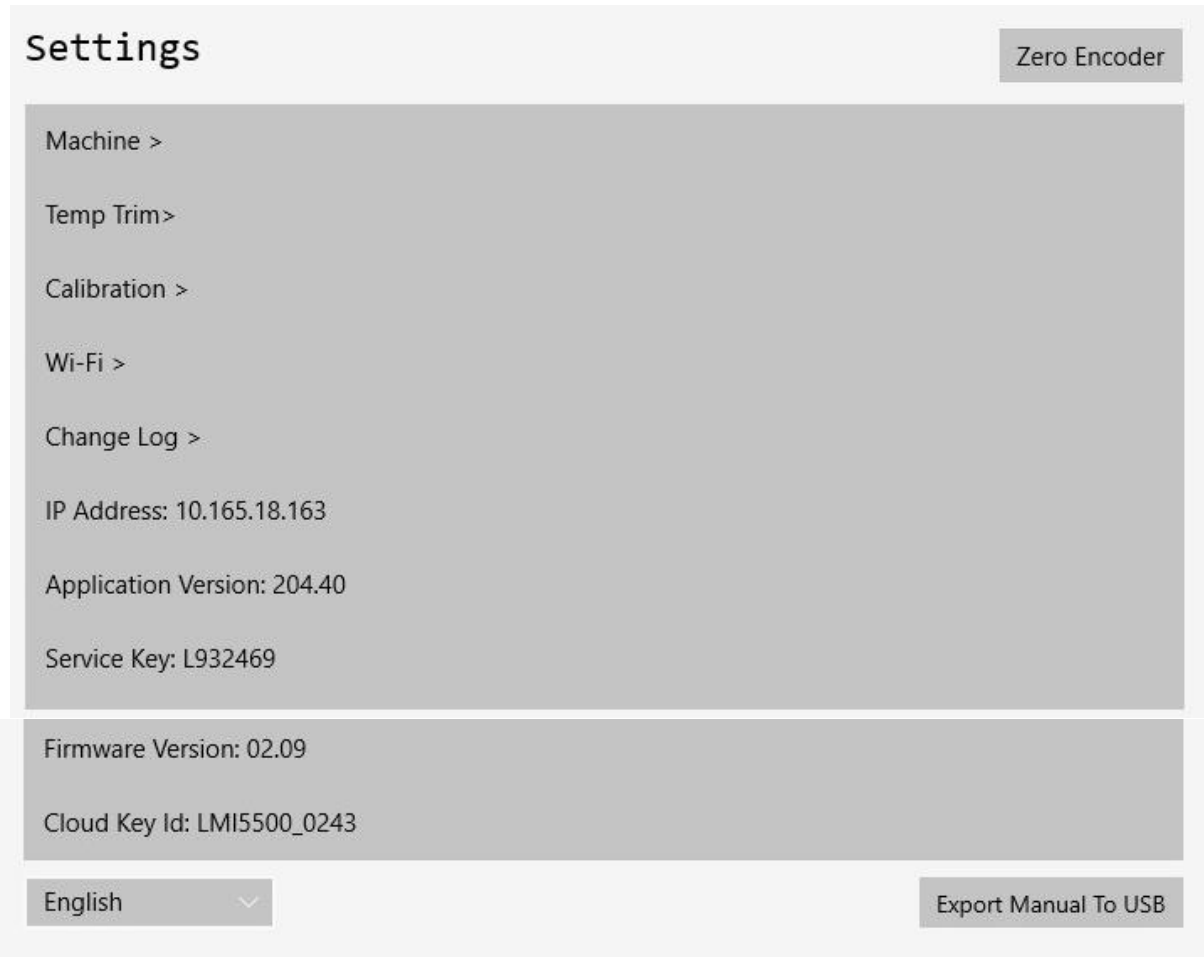 Settings
Zero Encoder
Machine >
Temp Trim>
Calibration >
Wi-Fi >
Change Log >
IP Address: 10.165.18.163
Application Version: 204.40
Service Key: L932469
Firmware Version: 02.09
Cloud Key Id: LMI5500_0243
English
Export Manual To USB